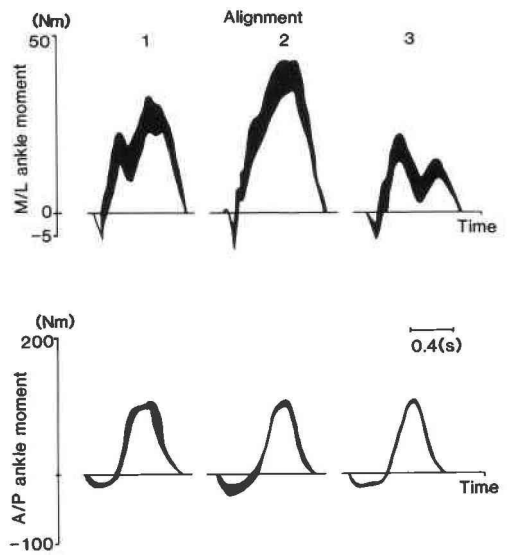 (Nm)
Alignment
50
1
2
3
M/L ankle moment
0
-5
Time
(Nm)
200
0.4(s)
A/P ankle moment
Time
-100